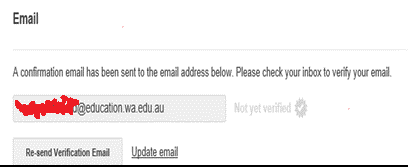 Email
A confirmation email has been sent to the email address below. Please check your inbox to verify your email.
@education.wa.edu.au Not yet verified
Re-send Verification Email Update email